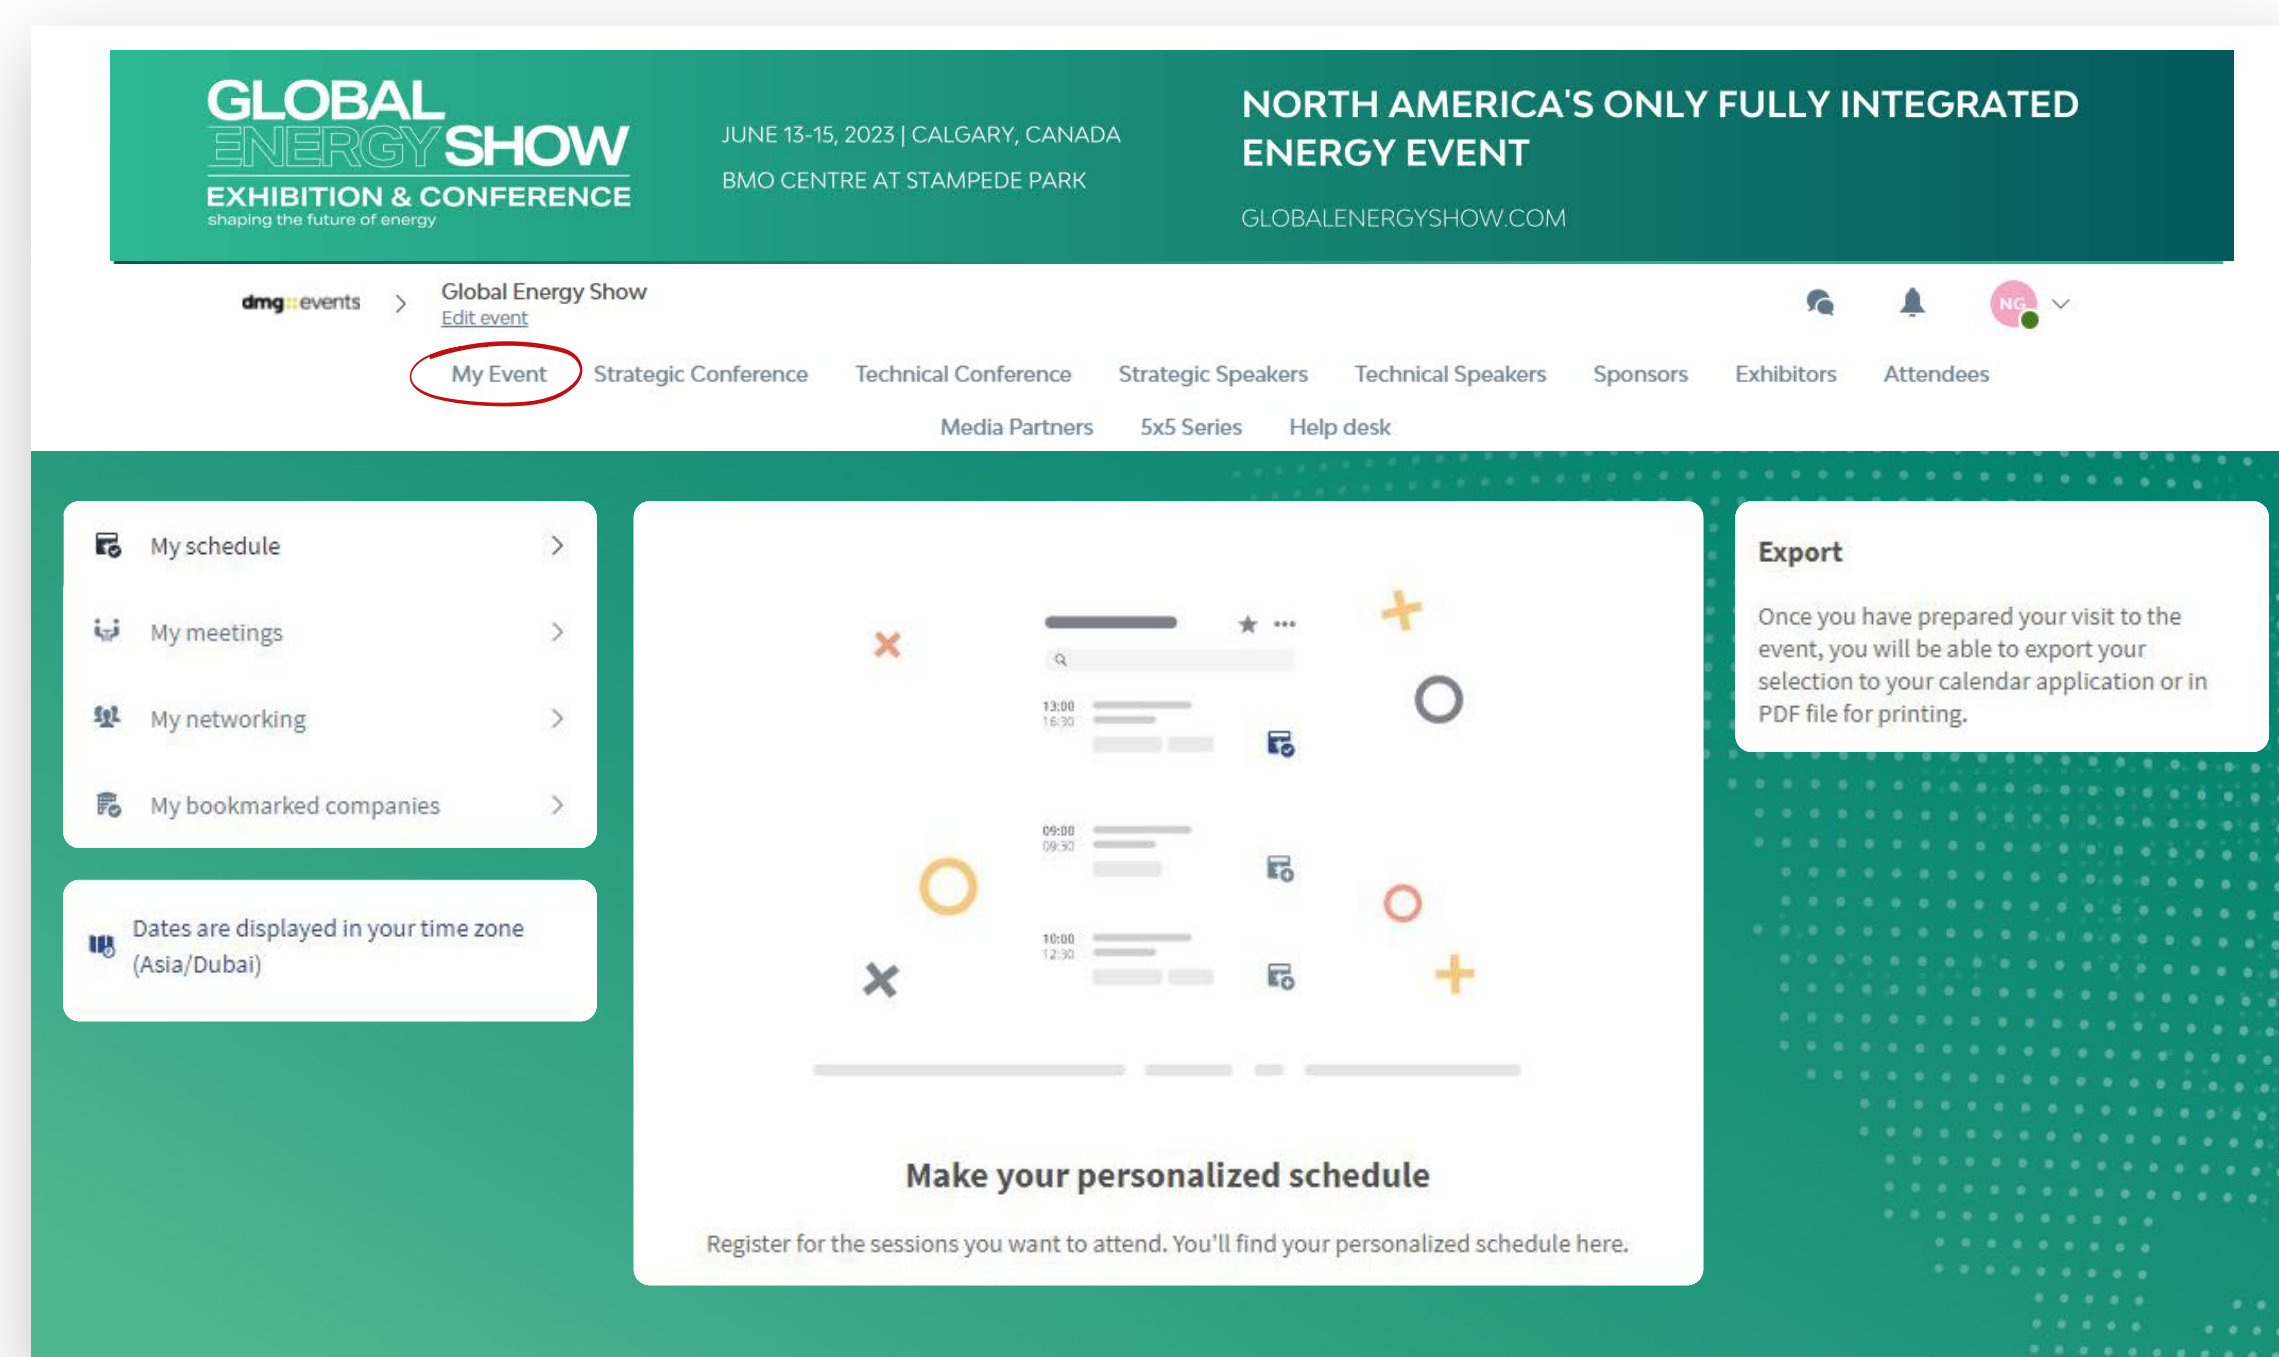 GLOBAL
ENERGY SHOW
EXHIBITION & CONFERENCE
shaping the future of energy
JUNE 13-15, 2023 | CALGARY, CANADA
BMO CENTRE AT STAMPEDE PARK
NORTH AMERICA'S ONLY FULLY INTEGRATED
ENERGY EVENT
GLOBALENERGYSHOW.COM
dmg::events > Global Energy Show
Edit event
NG
My Event Strategic Conference Technical Conference Strategic Speakers Technical Speakers Sponsors Exhibitors Attendees
Media Partners 5x5 Series Help desk
My schedule
My meetings
My networking
My bookmarked companies
Dates are displayed in your time zone
(Asia/Dubai)
13:00
16:30
09:00
09:30
10:00
12:30
Make your personalized schedule
Register for the sessions you want to attend. You'll find your personalized schedule here.
Export
Once you have prepared your visit to the
event, you will be able to export your
selection to your calendar application or in
PDF file for printing.